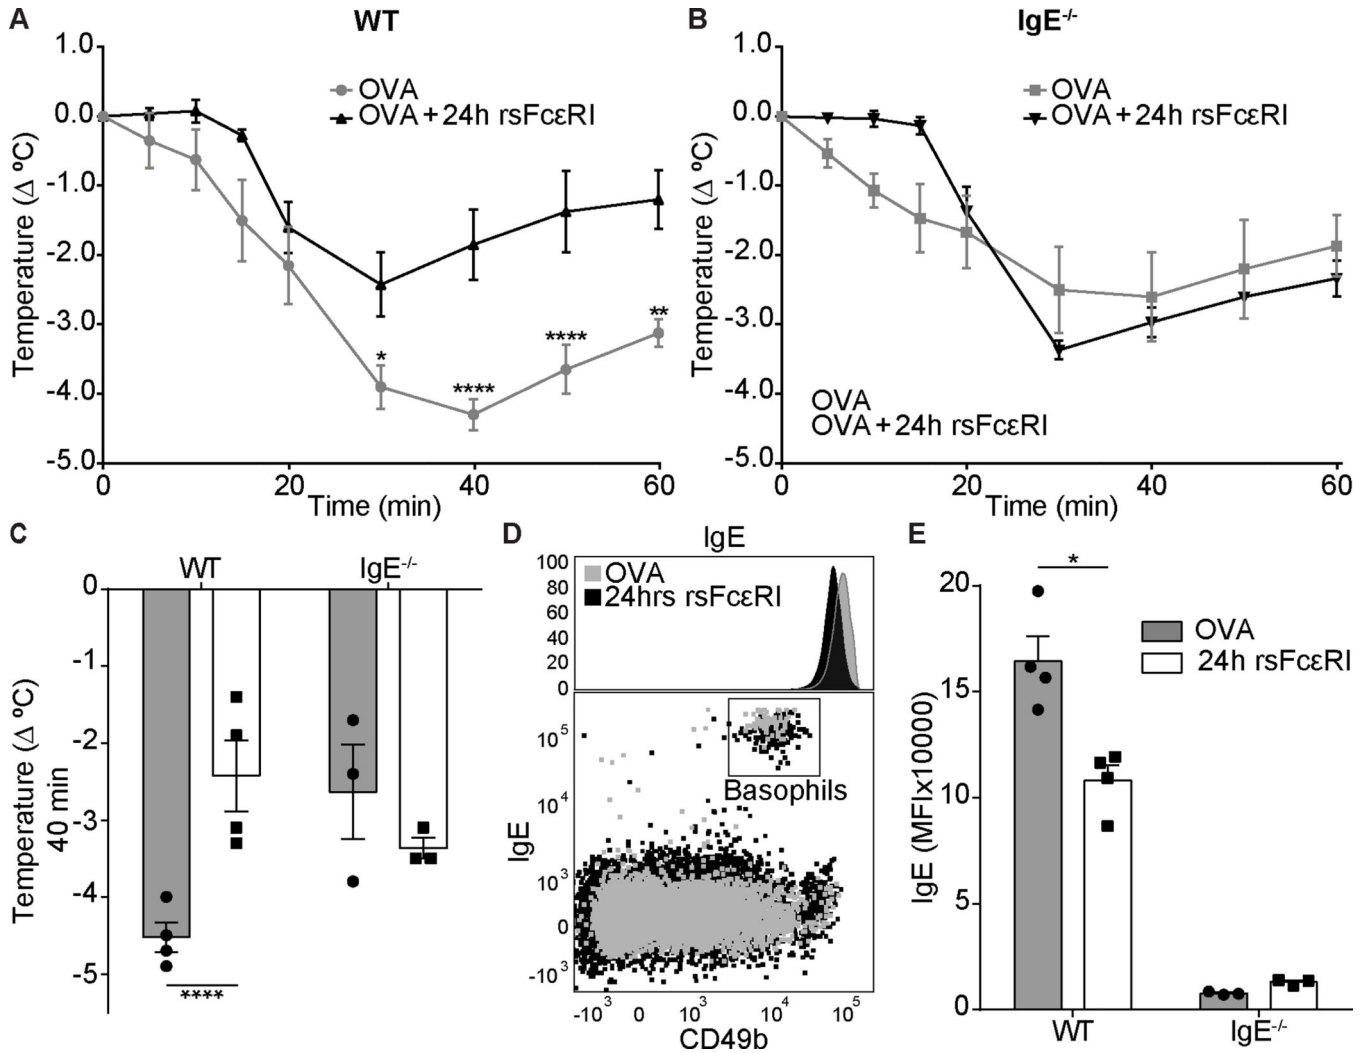 A
WT
1.0
0.0
-1.0
-2.0
-3.0
-4.0
-5.0
Temperature (Δ ºC)
OVA
OVA + 24h rsFcεRI
*
****
****
**
0
20
40
60
Time (min)
B
IgE-/-
1.0
0.0
-1.0
-2.0
-3.0
-4.0
-5.0
Temperature (Δ ºC)
OVA
OVA + 24h rsFcεRI
OVA
OVA + 24h rsFcεRI
0
20
40
60
Time (min)
C
WT
IgE-/-
0
-1
-2
-3
-4
-5
Temperature (Δ ºC)
40 min
****
D
IgE
100
80
60
40
20
0
OVA
24hrs rsFcεRI
10^5
10^4
10^3
0
-10^3
IgE
Basophils
-10^3
0
10^3
10^4
10^5
CD49b
E
*
20
15
10
5
0
IgE (MFIx10000)
OVA
24h rsFcεRI
WT
IgE-/-